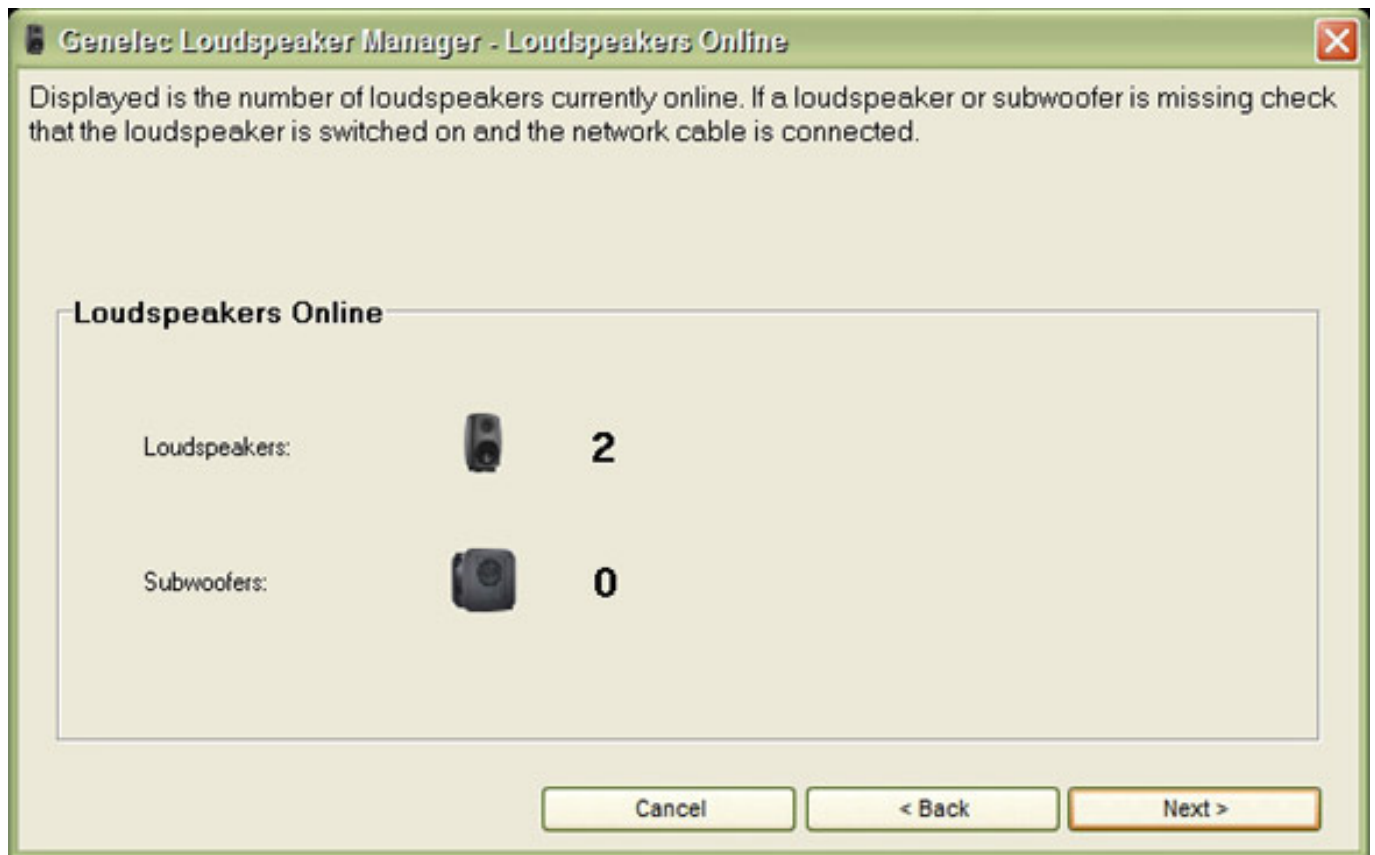 Genelec Loudspeaker Manager - Loudspeakers Online
Displayed is the number of loudspeakers currently online. If a loudspeaker or subwoofer is missing check
that the loudspeaker is switched on and the network cable is connected.
Loudspeakers Online
Loudspeakers: 2
Subwoofers: 0
Cancel < Back Next >